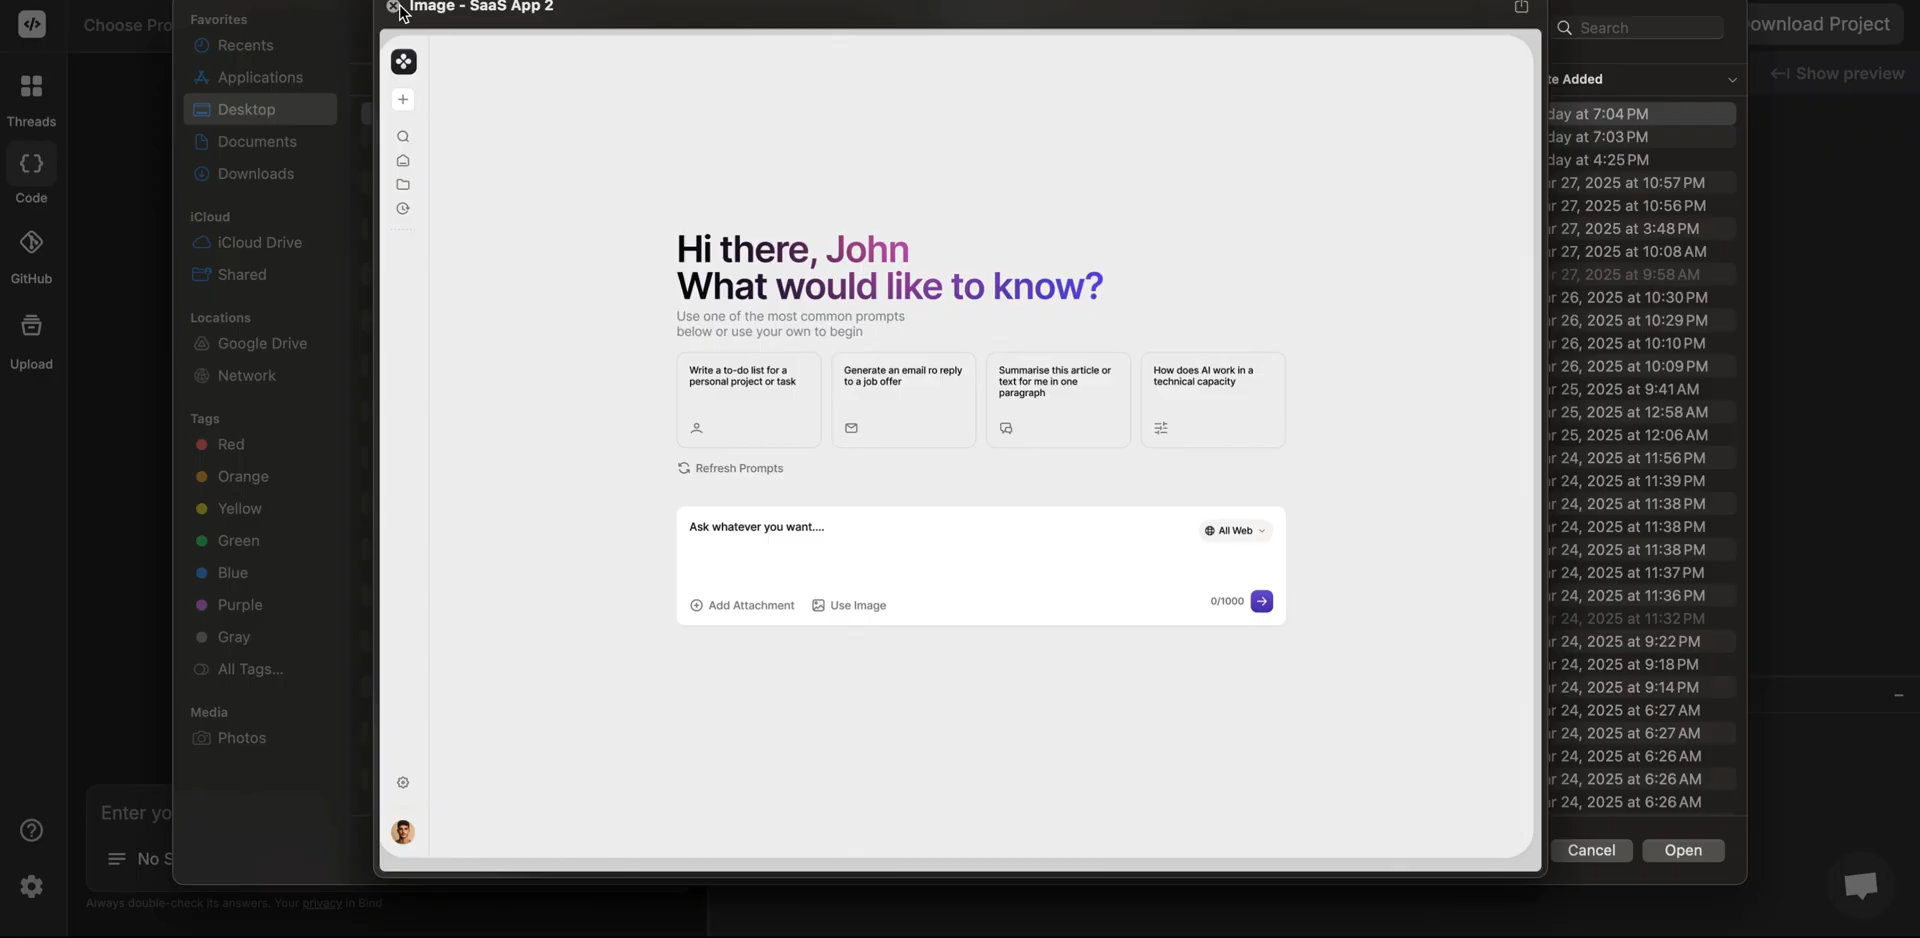 Choose Pro
Threads
Code
GitHub
Upload
Favorites
Recents
Applications
Desktop
Documents
Downloads
iCloud
iCloud Drive
Shared
Locations
Google Drive
Network
Tags
Red
Orange
Yellow
Green
Blue
Purple
Gray
All Tags...
Media
Photos
Image - SaaS App 2
Hi there, John
What would like to know?
Use one of the most common prompts
below or use your own to begin
Write a to-do list for a
personal project or task
Generate an email ro reply
to a job offer
Summarise this article or
text for me in one
paragraph
How does AI work in a
technical capacity
Refresh Prompts
Ask whatever you want....
All Web
Add Attachment
Use Image
0/1000
Search
te Added
day at 7:04 PM
day at 7:03 PM
day at 4:25 PM
r 27, 2025 at 10:57 PM
r 27, 2025 at 10:56 PM
r 27, 2025 at 3:48 PM
r 27, 2025 at 10:08 AM
r 27, 2025 at 9:58 AM
r 26, 2025 at 10:30 PM
r 26, 2025 at 10:29 PM
r 26, 2025 at 10:10 PM
r 26, 2025 at 10:09 PM
r 25, 2025 at 9:41 AM
r 25, 2025 at 12:58 AM
r 25, 2025 at 12:06 AM
r 24, 2025 at 11:56 PM
r 24, 2025 at 11:39 PM
r 24, 2025 at 11:38 PM
r 24, 2025 at 11:38 PM
r 24, 2025 at 11:38 PM
r 24, 2025 at 11:37 PM
r 24, 2025 at 11:36 PM
r 24, 2025 at 11:32 PM
r 24, 2025 at 9:22 PM
r 24, 2025 at 9:18 PM
r 24, 2025 at 9:14 PM
r 24, 2025 at 6:27 AM
r 24, 2025 at 6:27 AM
r 24, 2025 at 6:26 AM
r 24, 2025 at 6:26 AM
r 24, 2025 at 6:26 AM
Cancel
Open
ownload Project
Show preview
Enter yo
No S
Always double-check its answers. Your privacy in Bind